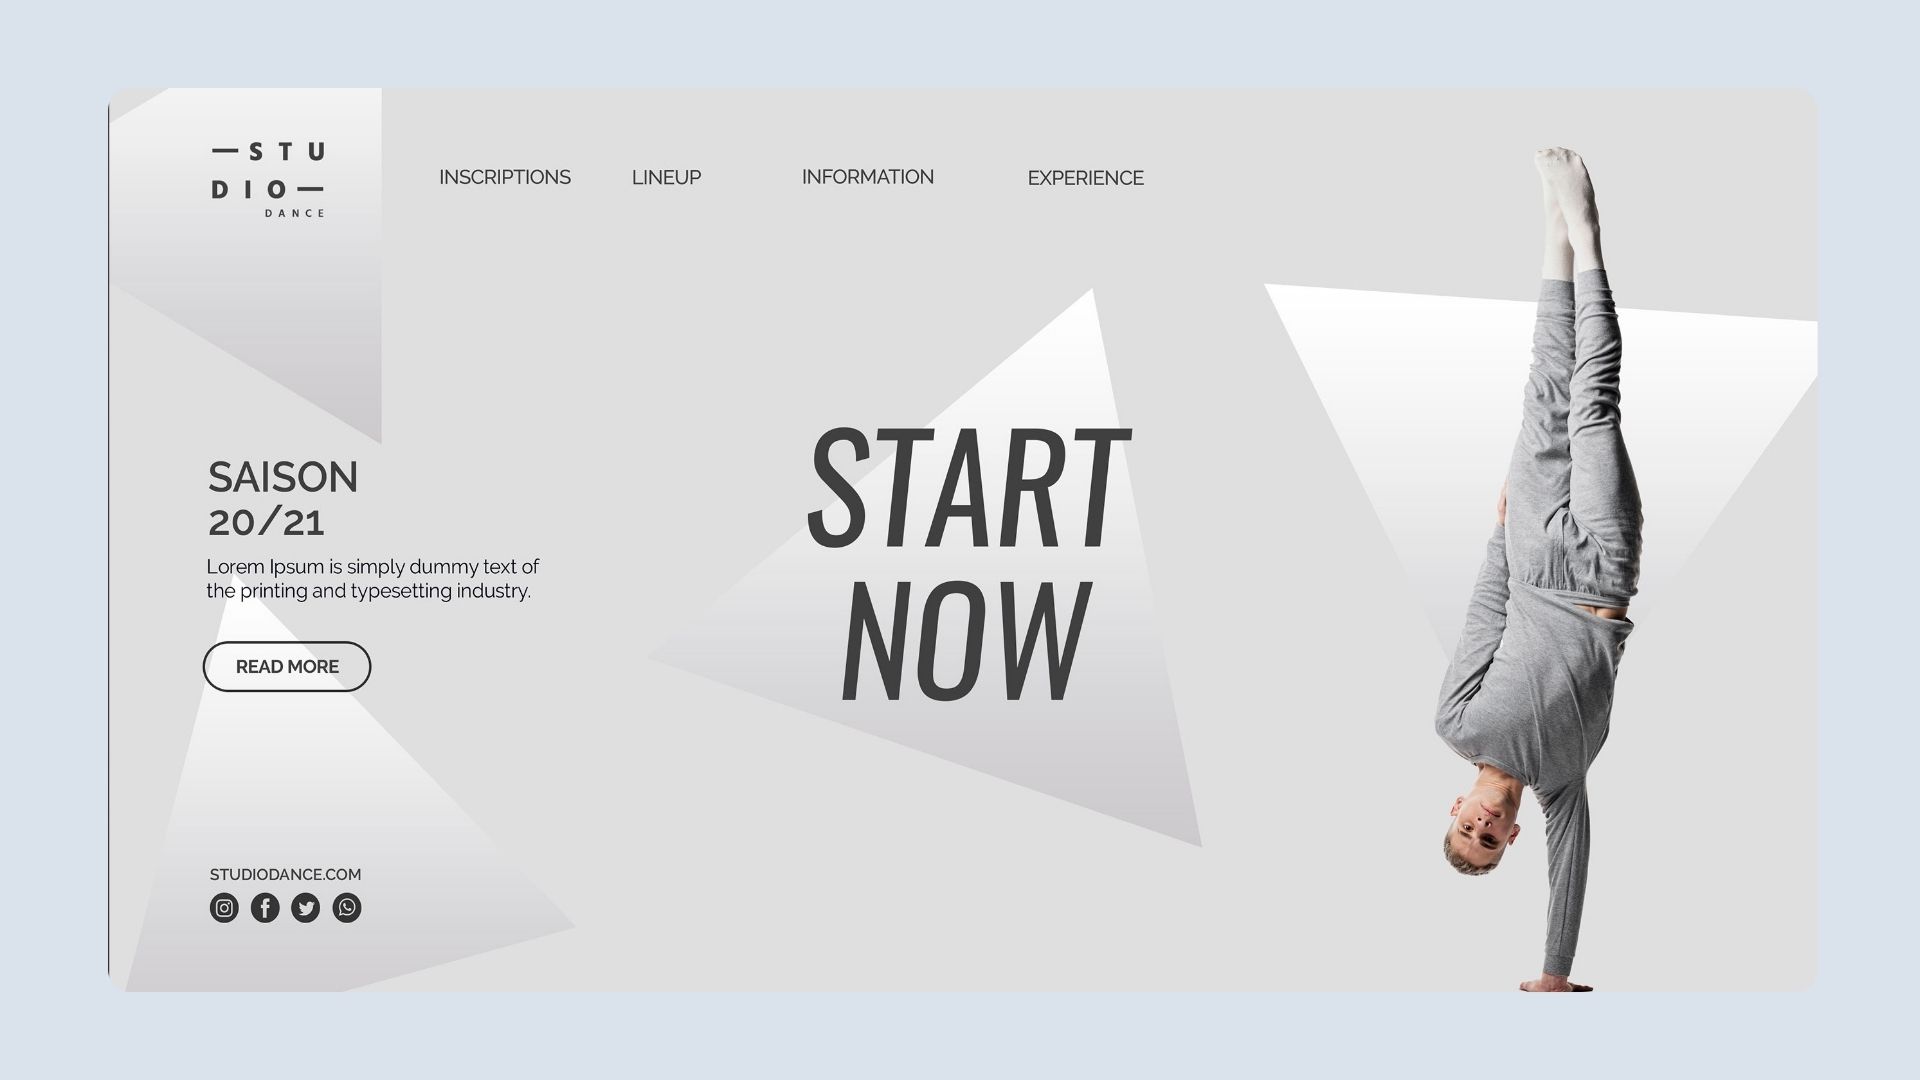 STU
DIO
DANCE
INSCRIPTIONS
LINEUP
INFORMATION
EXPERIENCE
SAISON
20/21
Lorem Ipsum is simply dummy text of
the printing and typesetting industry.
READ MORE
START
NOW
STUDIODANCE.COM